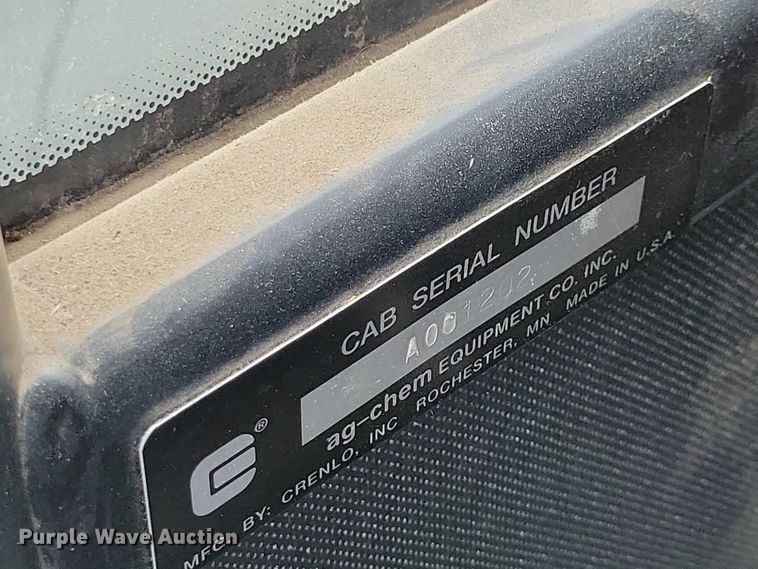 CAB SERIAL NUMBER
A001202
ag-chem EQUIPMENT CO. INC.
MFG BY: CRENLO, INC ROCHESTER, MN MADE IN U.S.A.
C®
Purple Wave Auction